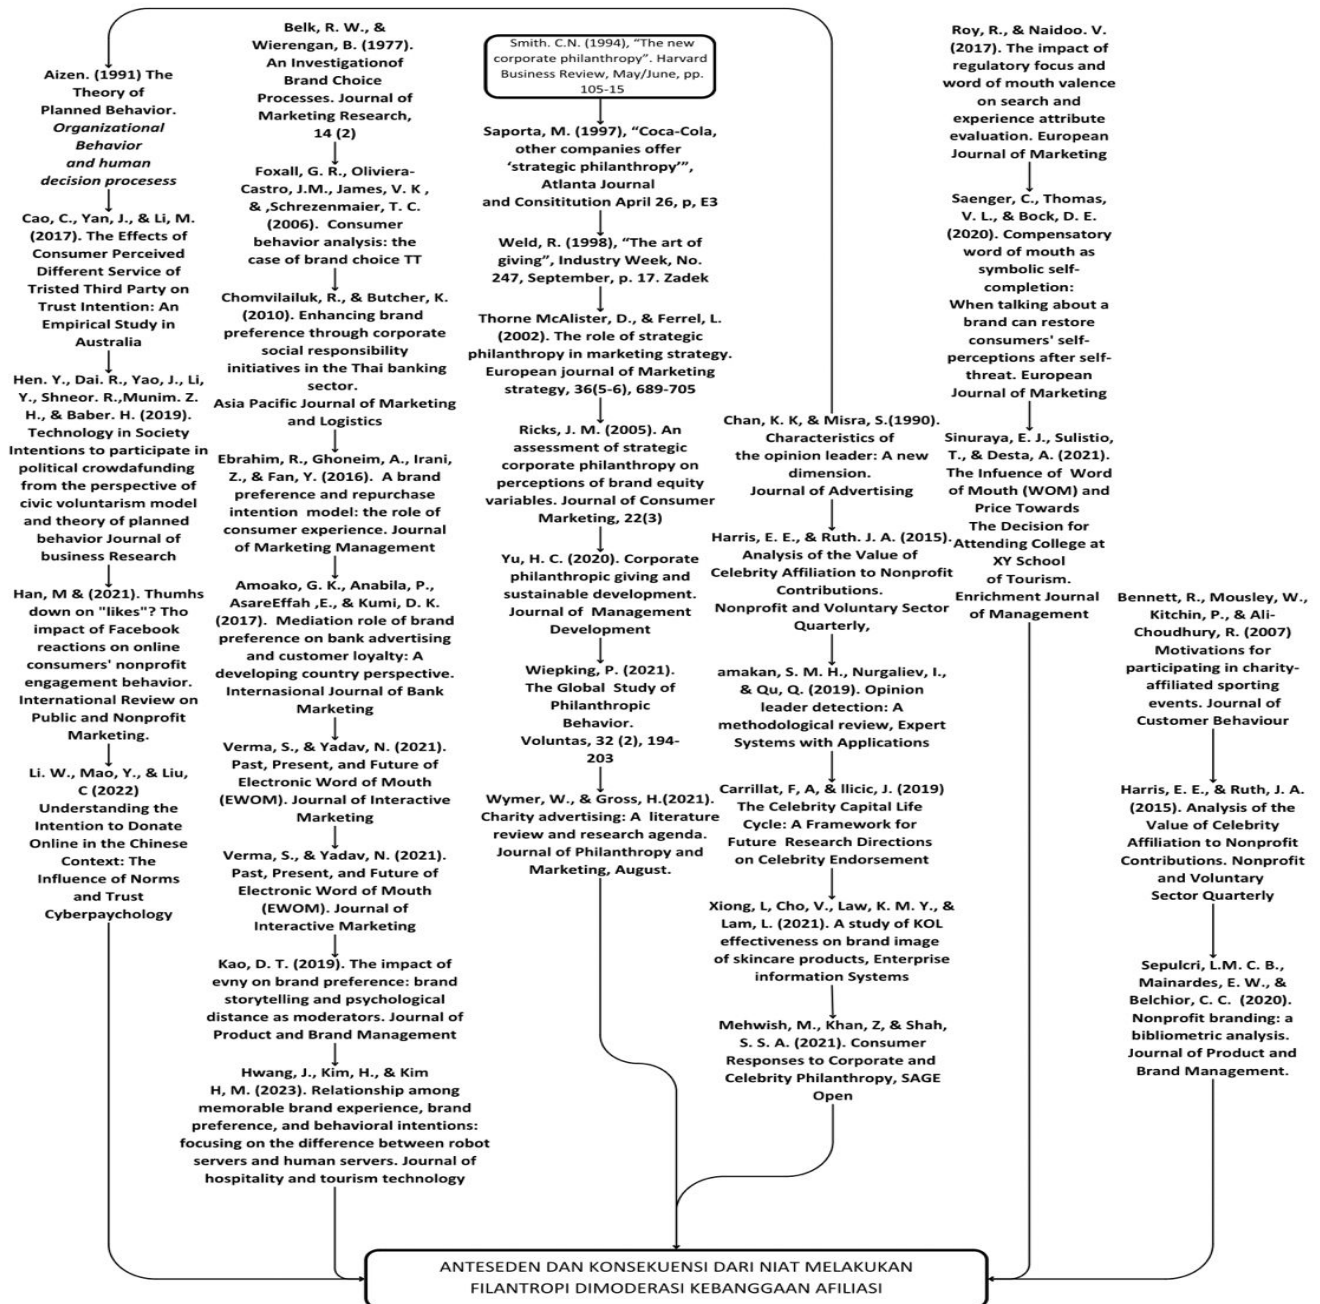 Aizen. (1991) The
Theory of
Planned Behavior.
Organizational
Behavior
and human
decision procesess
Cao, C., Yan, J., & Li, M.
(2017). The Effects of
Consumer Perceived
Different Service of
Tristed Third Party on
Trust Intention: An
Empirical Study in
Australia
Hen. Y., Dai. R., Yao, J., Li,
Y., Shneor. R.,Munim. Z.
H., & Baber. H. (2019).
Technology in Society
Intentions to participate in
political crowdafunding
from the perspective of
civic voluntarism model
and theory of planned
behavior Journal of
business Research
Han, M & (2021). Thumhs
down on "likes"? Tho
impact of Facebook
reactions on online
consumers' nonprofit
engagement behavior.
International Review on
Public and Nonprofit
Marketing.
Li. W., Mao, Y., & Liu,
C (2022)
Understanding the
Intention to Donate
Online in the Chinese
Context: The
Influence of Norms
and Trust
Cyberpaychology
Belk, R. W., &
Wierengan, B. (1977).
An Investigationof
Brand Choice
Processes. Journal of
Marketing Research,
14 (2)
Foxall, G. R., Oliviera-
Castro, J.M., James, V. K ,
& ,Schrezenmaier, T. C.
(2006). Consumer
behavior analysis: the
case of brand choice TT
Chomvilailuk, R., & Butcher, K.
(2010). Enhancing brand
preference through corporate
social responsibility
initiatives in the Thai banking
sector.
Asia Pacific Journal of Marketing
and Logistics
Ebrahim, R., Ghoneim, A., Irani,
Z., & Fan, Y. (2016). A brand
preference and repurchase
intention model: the role of
consumer experience. Journal
of Marketing Management
Amoako, G. K., Anabila, P.,
AsareEffah ,E., & Kumi, D. K.
(2017). Mediation role of brand
preference on bank advertising
and customer loyalty: A
developing country perspective.
Internasional Journal of Bank
Marketing
Verma, S., & Yadav, N. (2021).
Past, Present, and Future of
Electronic Word of Mouth
(EWOM). Journal of Interactive
Marketing
Verma, S., & Yadav, N. (2021).
Past, Present, and Future of
Electronic Word of Mouth
(EWOM). Journal of
Interactive Marketing
Kao, D. T. (2019). The impact of
evny on brand preference: brand
storytelling and psychological
distance as moderators. Journal of
Product and Brand Management
Hwang, J., Kim, H., & Kim
H, M. (2023). Relationship among
memorable brand experience, brand
preference, and behavioral intentions:
focusing on the difference between robot
servers and human servers. Journal of
hospitality and tourism technology
Smith. C.N. (1994), “The new
corporate philanthropy”. Harvard
Business Review, May/June, pp.
105-15
Saporta, M. (1997), “Coca-Cola,
other companies offer
‘strategic philanthropy’”,
Atlanta Journal
and Consititution April 26, p, E3
Weld, R. (1998), “The art of
giving”, Industry Week, No.
247, September, p. 17. Zadek
Thorne McAlister, D., & Ferrel, L.
(2002). The role of strategic
philanthropy in marketing strategy.
European journal of Marketing
strategy, 36(5-6), 689-705
Ricks, J. M. (2005). An
assessment of strategic
corporate philanthropy on
perceptions of brand equity
variables. Journal of Consumer
Marketing, 22(3)
Yu, H. C. (2020). Corporate
philanthropic giving and
sustainable development.
Journal of Management
Development
Wiepking, P. (2021).
The Global Study of
Philanthropic
Behavior.
Voluntas, 32 (2), 194-
203
Wymer, W., & Gross, H.(2021).
Charity advertising: A literature
review and research agenda.
Journal of Philanthropy and
Marketing, August.
Chan, K. K, & Misra, S.(1990).
Characteristics of
the opinion leader: A new
dimension.
Journal of Advertising
Harris, E. E., & Ruth. J. A. (2015).
Analysis of the Value of
Celebrity Affiliation to Nonprofit
Contributions.
Nonprofit and Voluntary Sector
Quarterly,
amakan, S. M. H., Nurgaliev, I.,
& Qu, Q. (2019). Opinion
leader detection: A
methodological review, Expert
Systems with Applications
Carrillat, F, A, & Ilicic, J. (2019)
The Celebrity Capital Life
Cycle: A Framework for
Future Research Directions
on Celebrity Endorsement
Xiong, L, Cho, V., Law, K. M. Y., &
Lam, L. (2021). A study of KOL
effectiveness on brand image
of skincare products, Enterprise
information Systems
Mehwish, M., Khan, Z, & Shah,
S. S. A. (2021). Consumer
Responses to Corporate and
Celebrity Philanthropy, SAGE
Open
Roy, R., & Naidoo. V.
(2017). The impact of
regulatory focus and
word of mouth valence
on search and
experience attribute
evaluation. European
Journal of Marketing
Saenger, C., Thomas,
V. L., & Bock, D. E.
(2020). Compensatory
word of mouth as
symbolic self-
completion:
When talking about a
brand can restore
consumers' self-
perceptions after self-
threat. European
Journal of Marketing
Sinuraya, E. J., Sulistio,
T., & Desta, A. (2021).
The Infuence of Word
of Mouth (WOM) and
Price Towards
The Decision for
Attending College at
XY School
of Tourism.
Enrichment Journal
of Management
Bennett, R., Mousley, W.,
Kitchin, P., & Ali-
Choudhury, R. (2007)
Motivations for
participating in charity-
affiliated sporting
events. Journal of
Customer Behaviour
Harris, E. E., & Ruth, J. A.
(2015). Analysis of the
Value of Celebrity
Affiliation to Nonprofit
Contributions. Nonprofit
and Voluntary
Sector Quarterly
Sepulcri, L.M. C. B.,
Mainardes, E. W., &
Belchior, C. C. (2020).
Nonprofit branding: a
bibliometric analysis.
Journal of Product and
Brand Management.
ANTESEDEN DAN KONSEKUENSI DARI NIAT MELAKUKAN
FILANTROPI DIMODERASI KEBANGGAAN AFILIASI